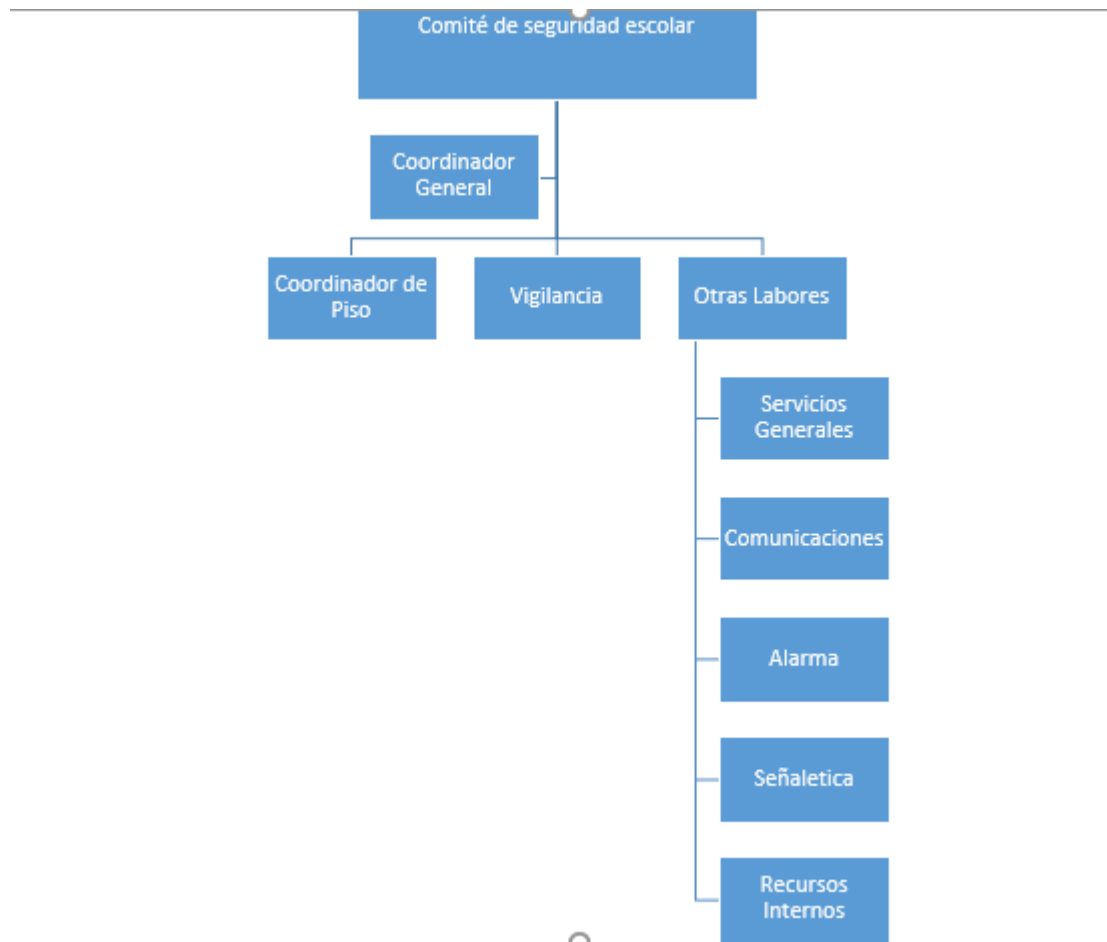 Comité de seguridad escolar
Coordinador
General
Coordinador de
Piso
Vigilancia
Otras Labores
Servicios
Generales
Comunicaciones
Alarma
Señaletica
Recursos
Internos